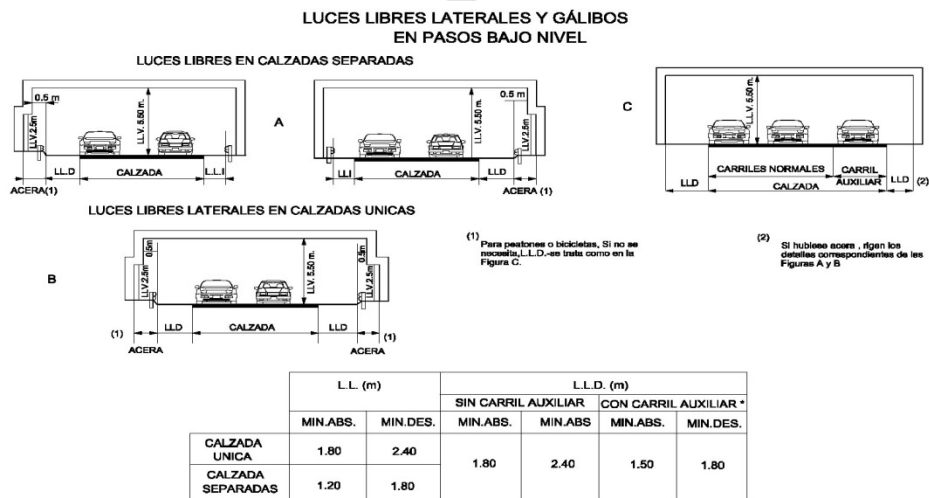 LUCES LIBRES LATERALES Y GÁLIBOS
EN PASOS BAJO NIVEL
LUCES LIBRES EN CALZADAS SEPARADAS
0.5 m
LLV.2.5m
L.L.V. 5.50 m.
LL.D
CALZADA
L.L.I
ACERA(1)
A
0.5 m
L.L.V. 5.50 m.
LLV.2.5m
LLI
CALZADA
LLD
ACERA (1)
C
L.L.V. 5.50 m.
CARRILES NORMALES
CARRIL
AUXILIAR
LLD
CALZADA
LLD
(2)
LUCES LIBRES LATERALES EN CALZADAS UNICAS
B
0.5m
LLV.2.5m
LLV. 5.50 m.
0.5m
LLV.2.5m
(1)
LLD
CALZADA
LLD
(1)
ACERA
ACERA
(1)
Para peatones o bicicletas, Si no se
necesita,L.L.D.-se trata como en la
Figura C.
(2)
Si hubiese acera , rigen los
detalles correspondientes de las
Figuras A y B
L.L. (m)
L.L.D. (m)
SIN CARRIL AUXILIAR
CON CARRIL AUXILIAR *
MIN.ABS.
MIN.DES.
MIN.ABS.
MIN.ABS
MIN.ABS.
MIN.DES.
CALZADA
UNICA
1.80
2.40
1.80
2.40
1.50
1.80
CALZADA
SEPARADAS
1.20
1.80